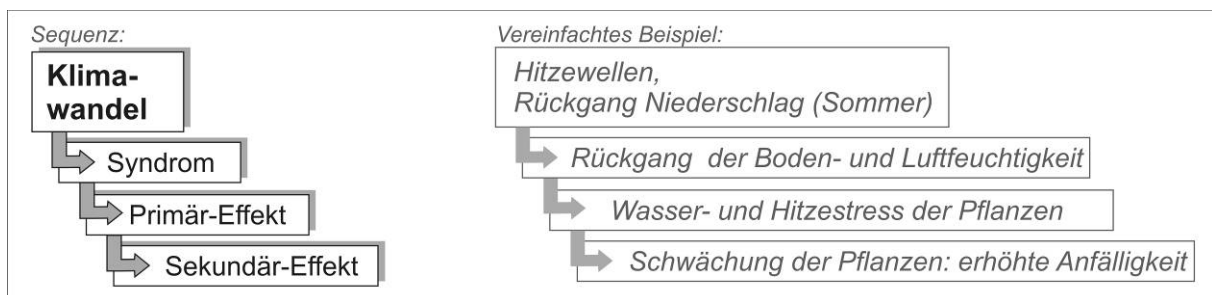 Sequenz:
Klima-
wandel
Syndrom
Primär-Effekt
Sekundär-Effekt
Vereinfachtes Beispiel:
Hitzewellen,
Rückgang Niederschlag (Sommer)
Rückgang der Boden- und Luftfeuchtigkeit
Wasser- und Hitzestress der Pflanzen
Schwächung der Pflanzen: erhöhte Anfälligkeit